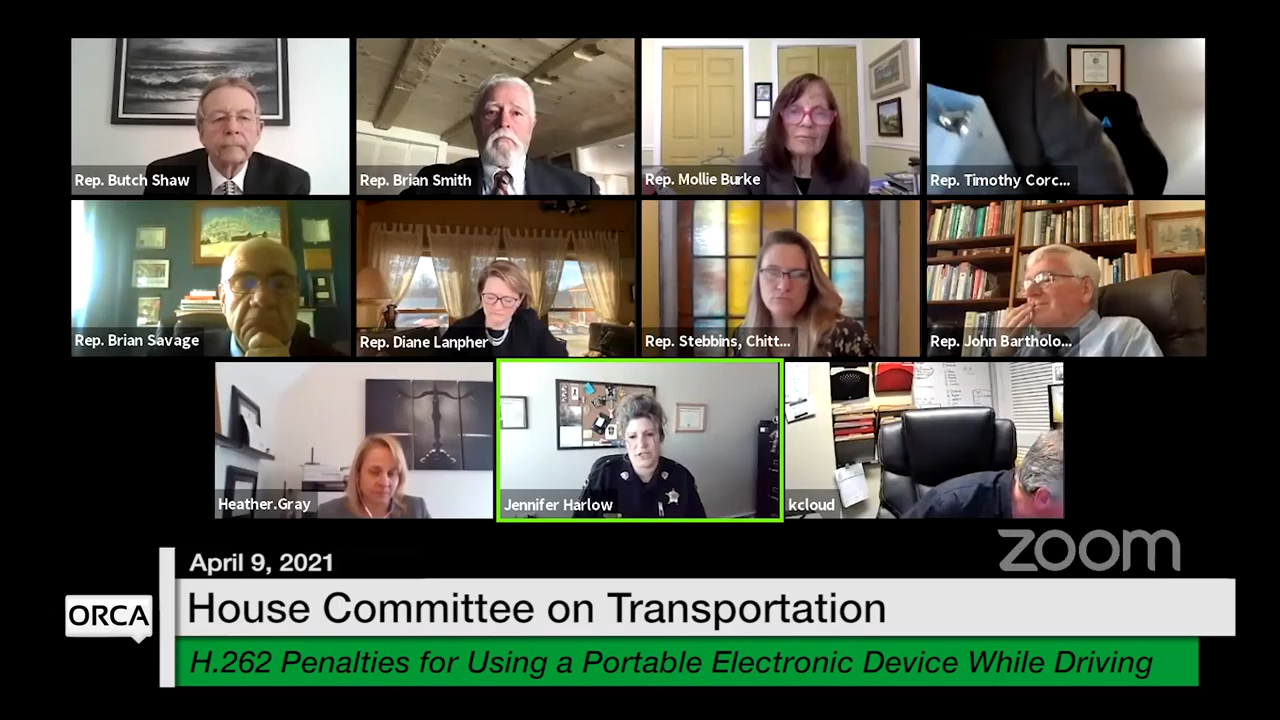 Rep. Butch Shaw
Rep. Brian Smith
Rep. Mollie Burke
Rep. Timothy Corc...
Rep. Brian Savage
Rep. Diane Lanpher
Rep. Stebbins, Chitt...
Rep. John Bartholo...
Heather.Gray
Jennifer Harlow
kcloud
zoom
April 9, 2021
ORCA
House Committee on Transportation
H.262 Penalties for Using a Portable Electronic Device While Driving